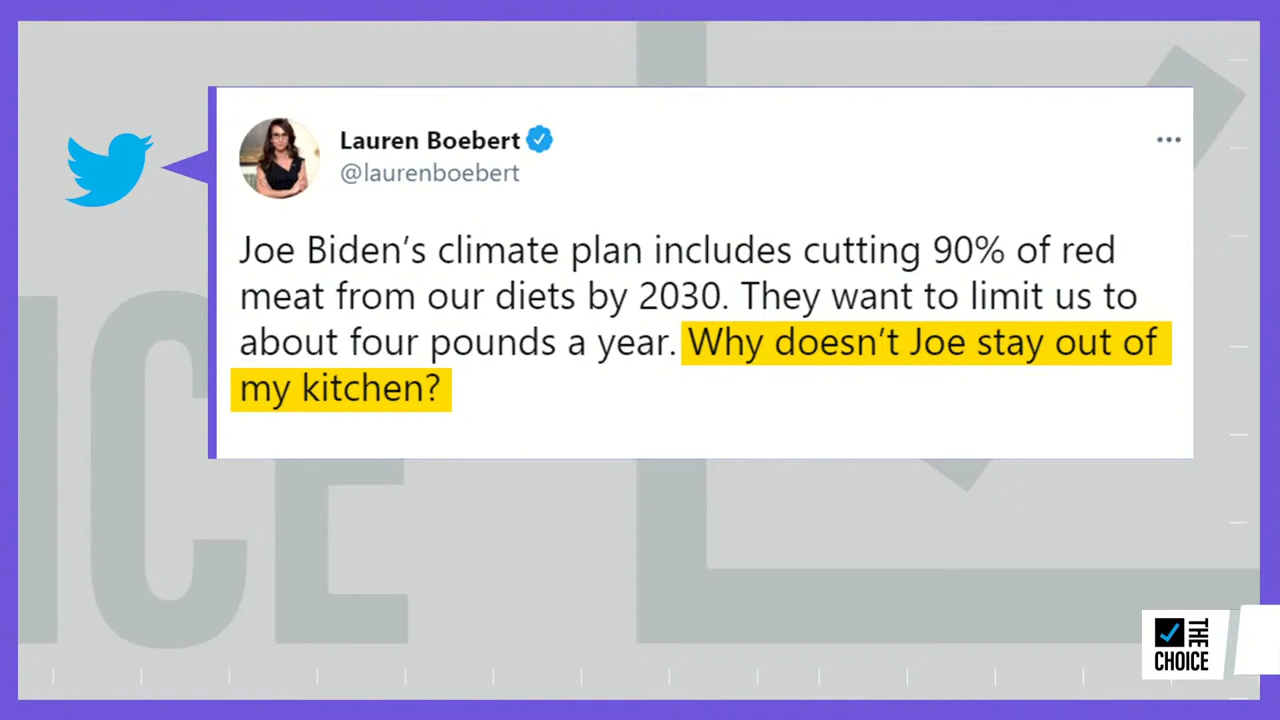 Lauren Boebert
@laurenboebert
Joe Biden’s climate plan includes cutting 90% of red
meat from our diets by 2030. They want to limit us to
about four pounds a year. Why doesn’t Joe stay out of
my kitchen?
ICE
THE
CHOICE